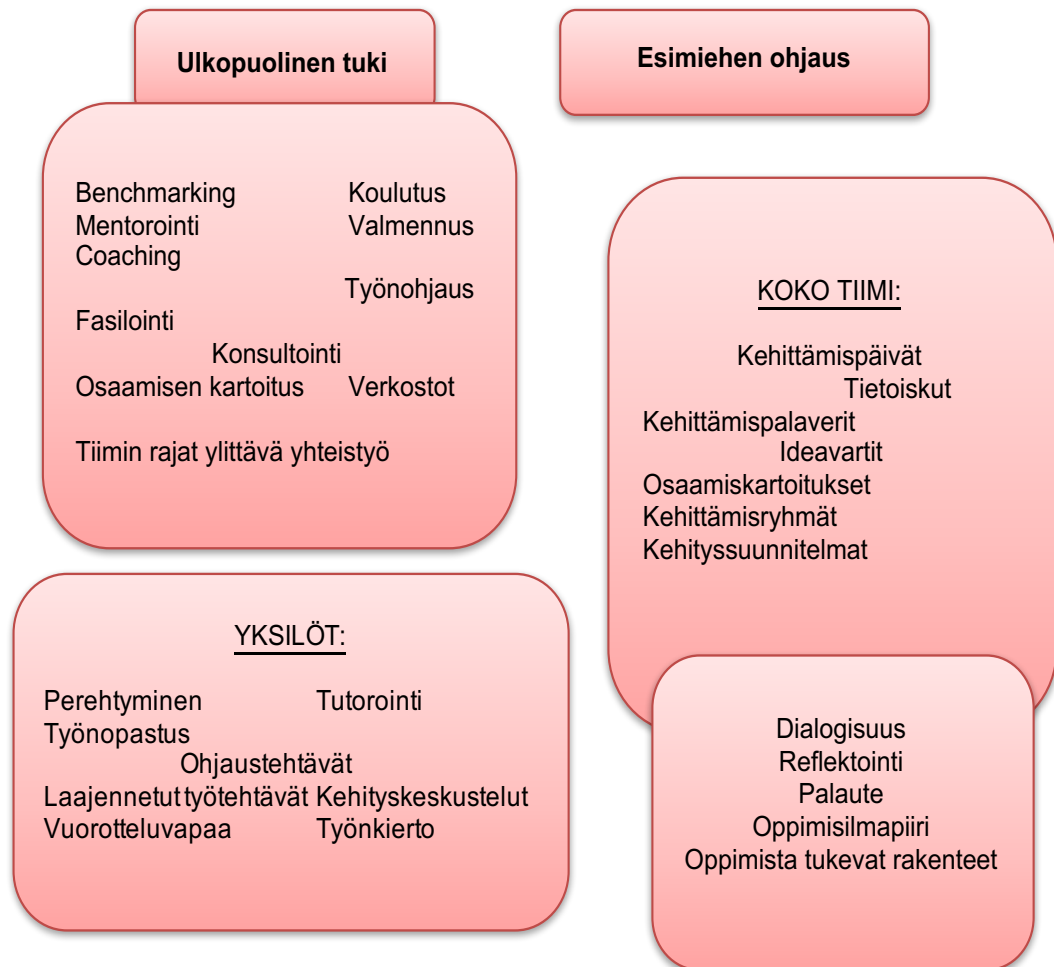 Ulkopuolinen tuki
Esimiehen ohjaus
Benchmarking Koulutus
Mentorointi Valmennus
Coaching
Työnohjaus
Fasilointi
Konsultointi
Osaamisen kartoitus Verkostot
Tiimin rajat ylittävä yhteistyö
KOKO TIIMI:
Kehittämispäivät
Tietoiskut
Kehittämispalaverit
Ideavartit
Osaamiskartoitukset
Kehittämisryhmät
Kehityssuunnitelmat
YKSILÖT:
Perehtyminen Tutorointi
Työnopastus
Ohjaustehtävät
Laajennetut työtehtävät Kehityskeskustelut
Vuorotteluvapaa Työnkierto
Dialogisuus
Reflektointi
Palaute
Oppimisilmapiiri
Oppimista tukevat rakenteet